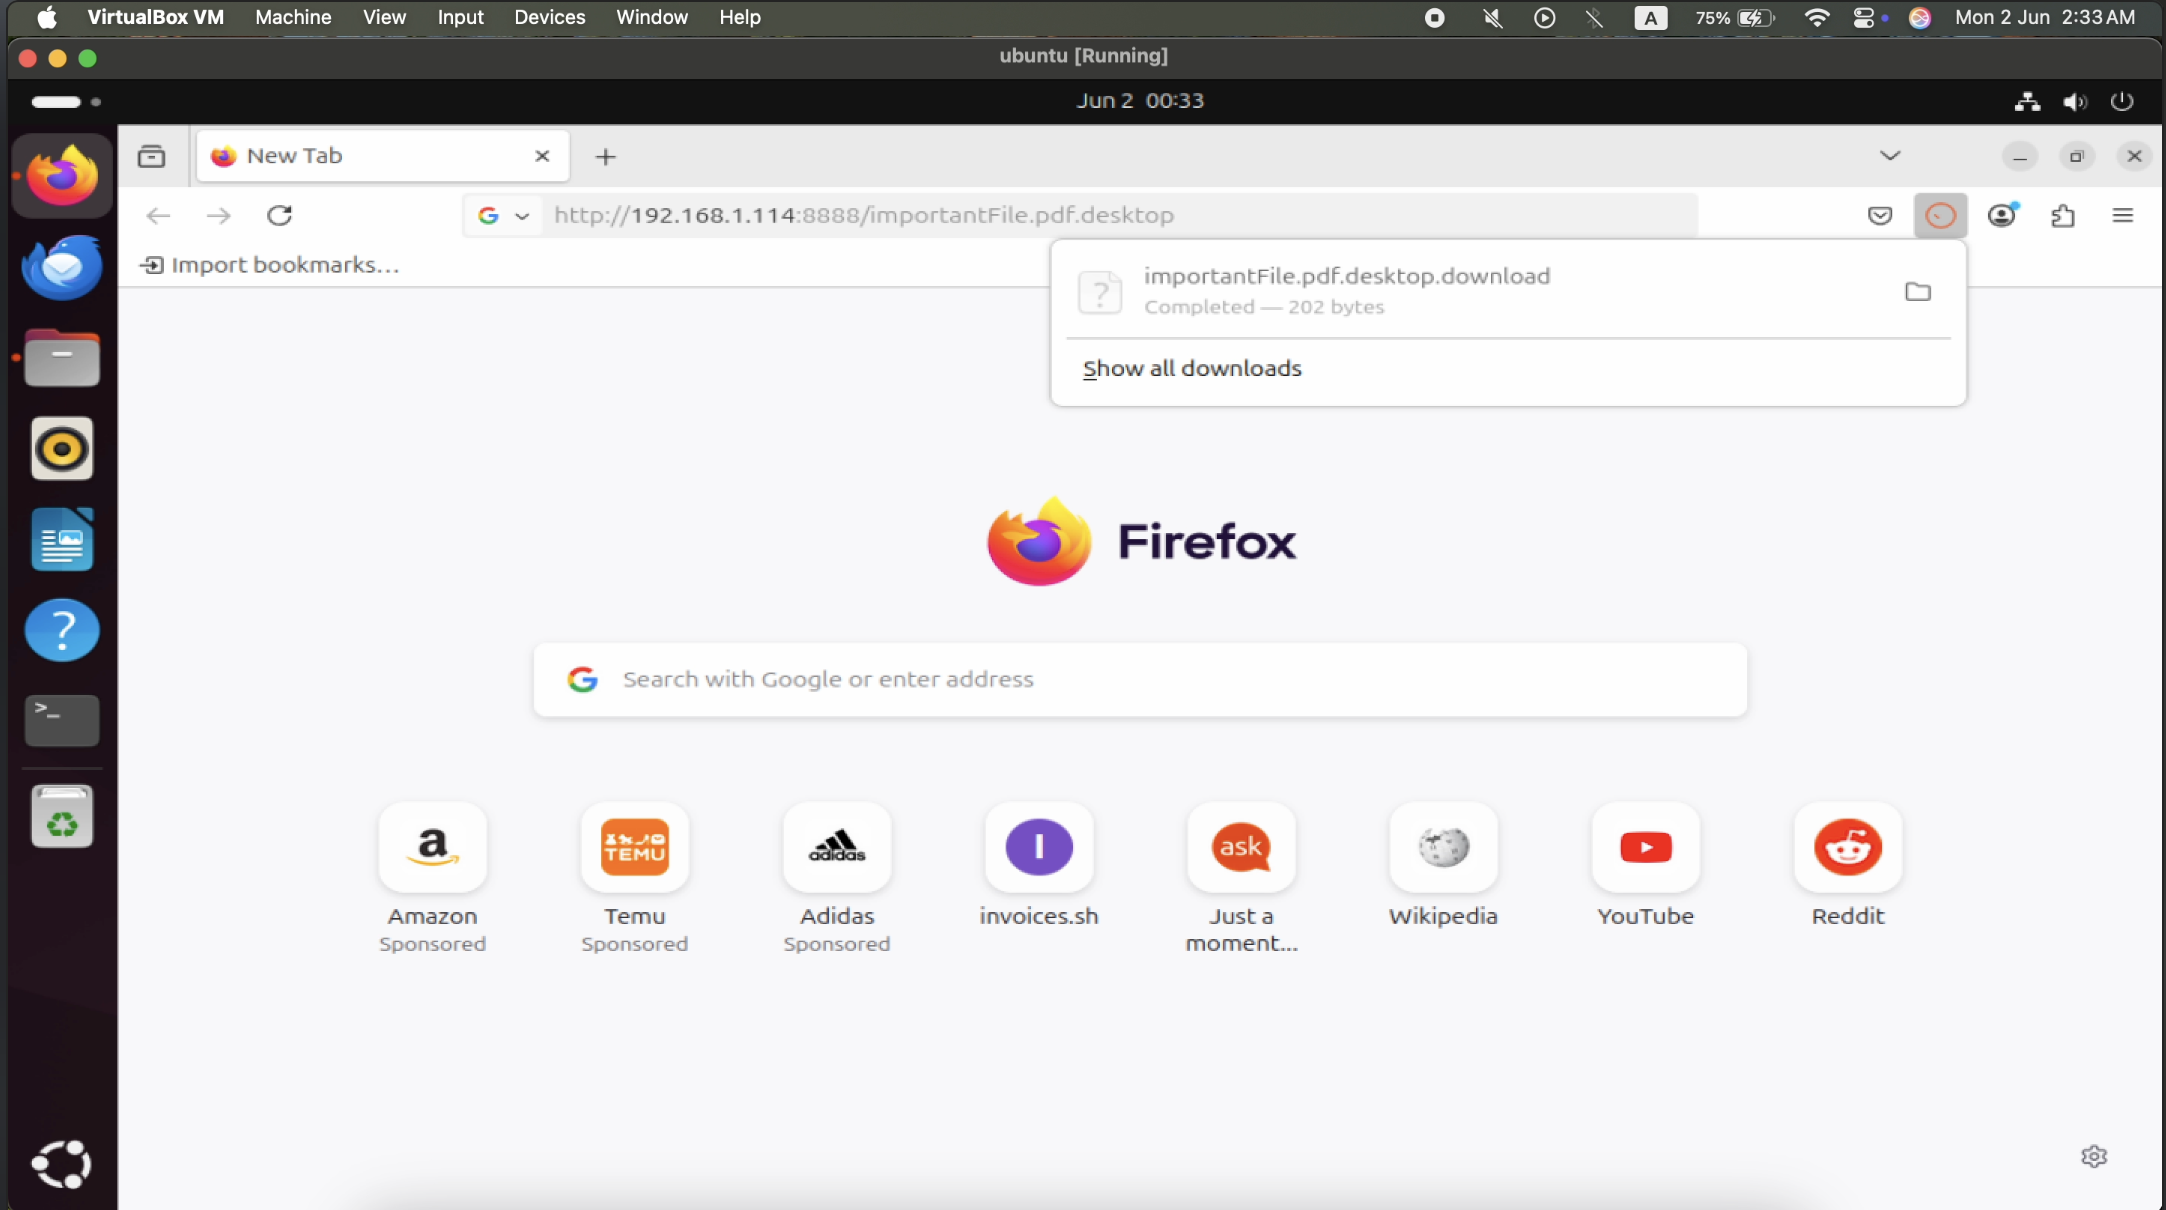 VirtualBox VM Machine View Input Devices Window Help A 75% Mon 2 Jun 2:33 AM
ubuntu [Running]
Jun 2 00:33
New Tab
http://192.168.1.114:8888/importantFile.pdf.desktop
Import bookmarks...
importantFile.pdf.desktop.download
Completed — 202 bytes
Show all downloads
Firefox
Search with Google or enter address
a TEMU adidas I ask
Amazon Temu Adidas invoices.sh Just a moment... Wikipedia YouTube Reddit
Sponsored Sponsored Sponsored